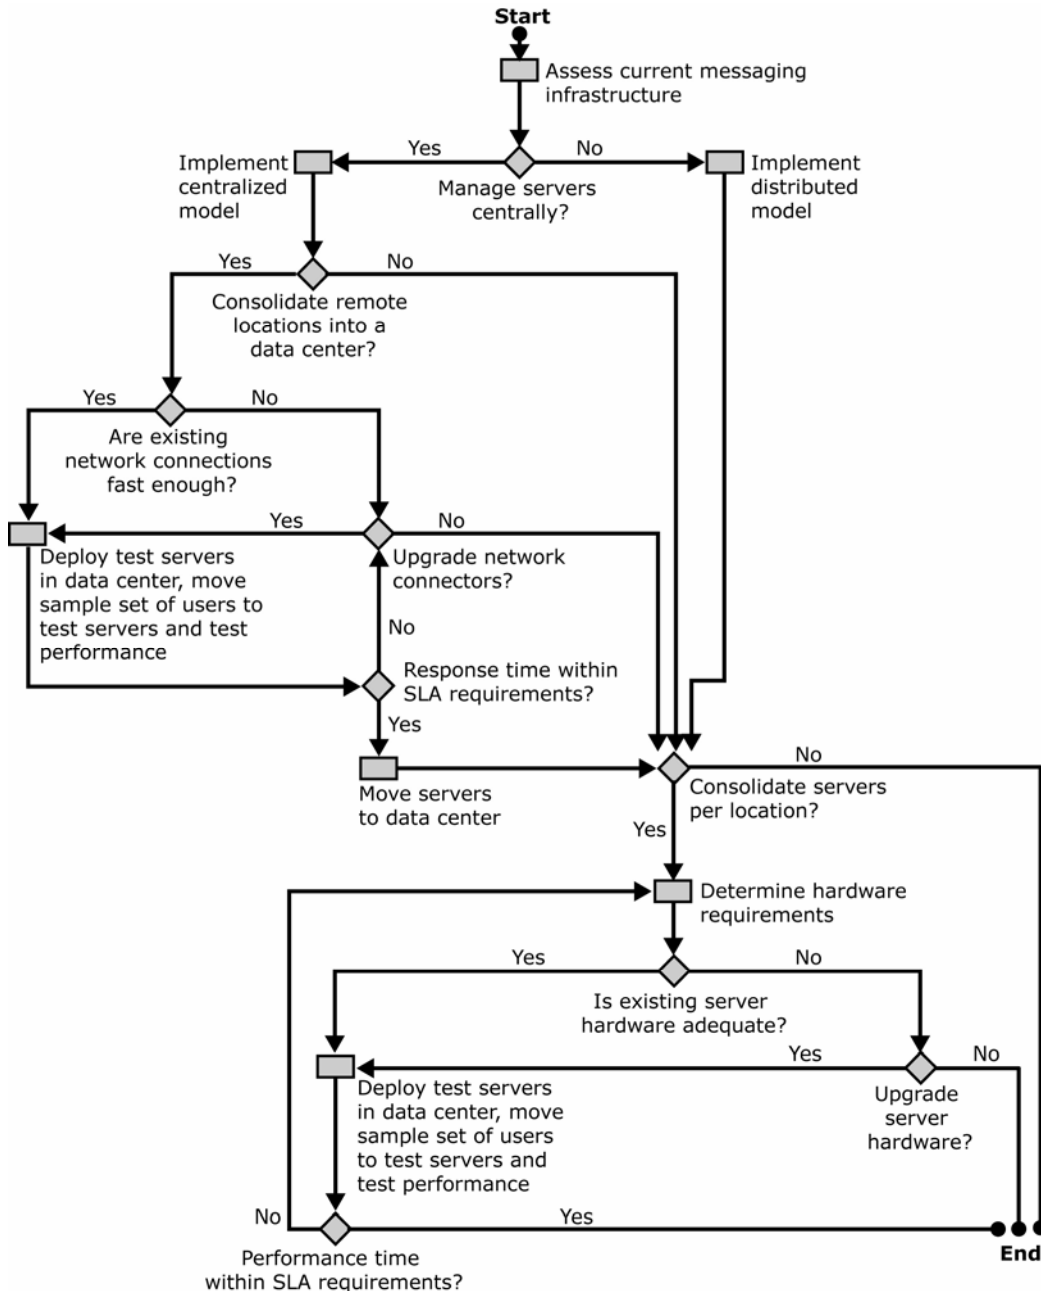 Start
Assess current messaging
infrastructure
Yes
No
Implement
centralized
model
Manage servers
centrally?
Implement
distributed
model
Yes
No
Consolidate remote
locations into a
data center?
Yes
No
Are existing
network connections
fast enough?
Yes
No
Deploy test servers
in data center, move
sample set of users to
test servers and test
performance
Upgrade network
connectors?
No
Response time within
SLA requirements?
Yes
Move servers
to data center
No
Consolidate servers
per location?
Yes
Determine hardware
requirements
Yes
No
Is existing server
hardware adequate?
Yes
No
Deploy test servers
in data center, move
sample set of users
to test servers and
test performance
Upgrade
server
hardware?
No
Yes
Performance time
within SLA requirements?
End